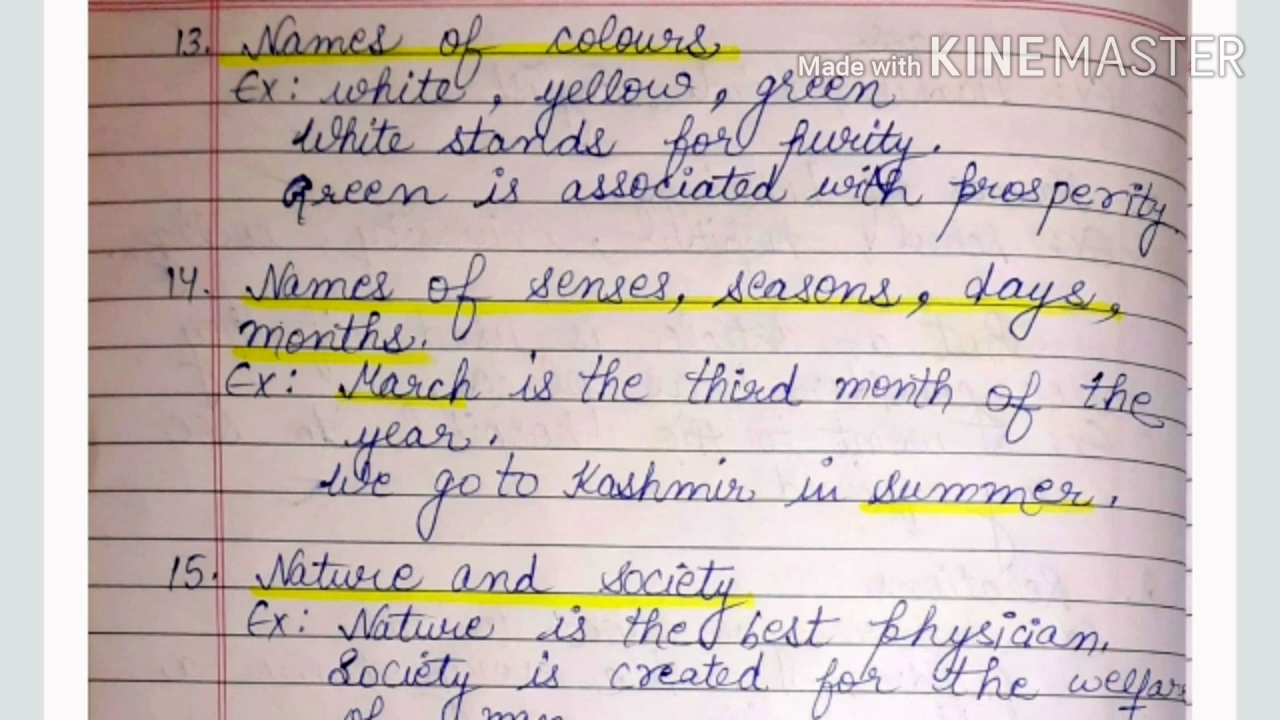 13. Names of colours
Made with KINEMASTER
Ex: white, yellow, green
White stands for purity.
Green is associated with prosperity
14. Names of senses, seasons, days,
months.
Ex: March is the third month of the
year.
We go to Kashmir in summer.
15. Nature and society
Ex: Nature is the best physician.
Society is created for the welfare
of man